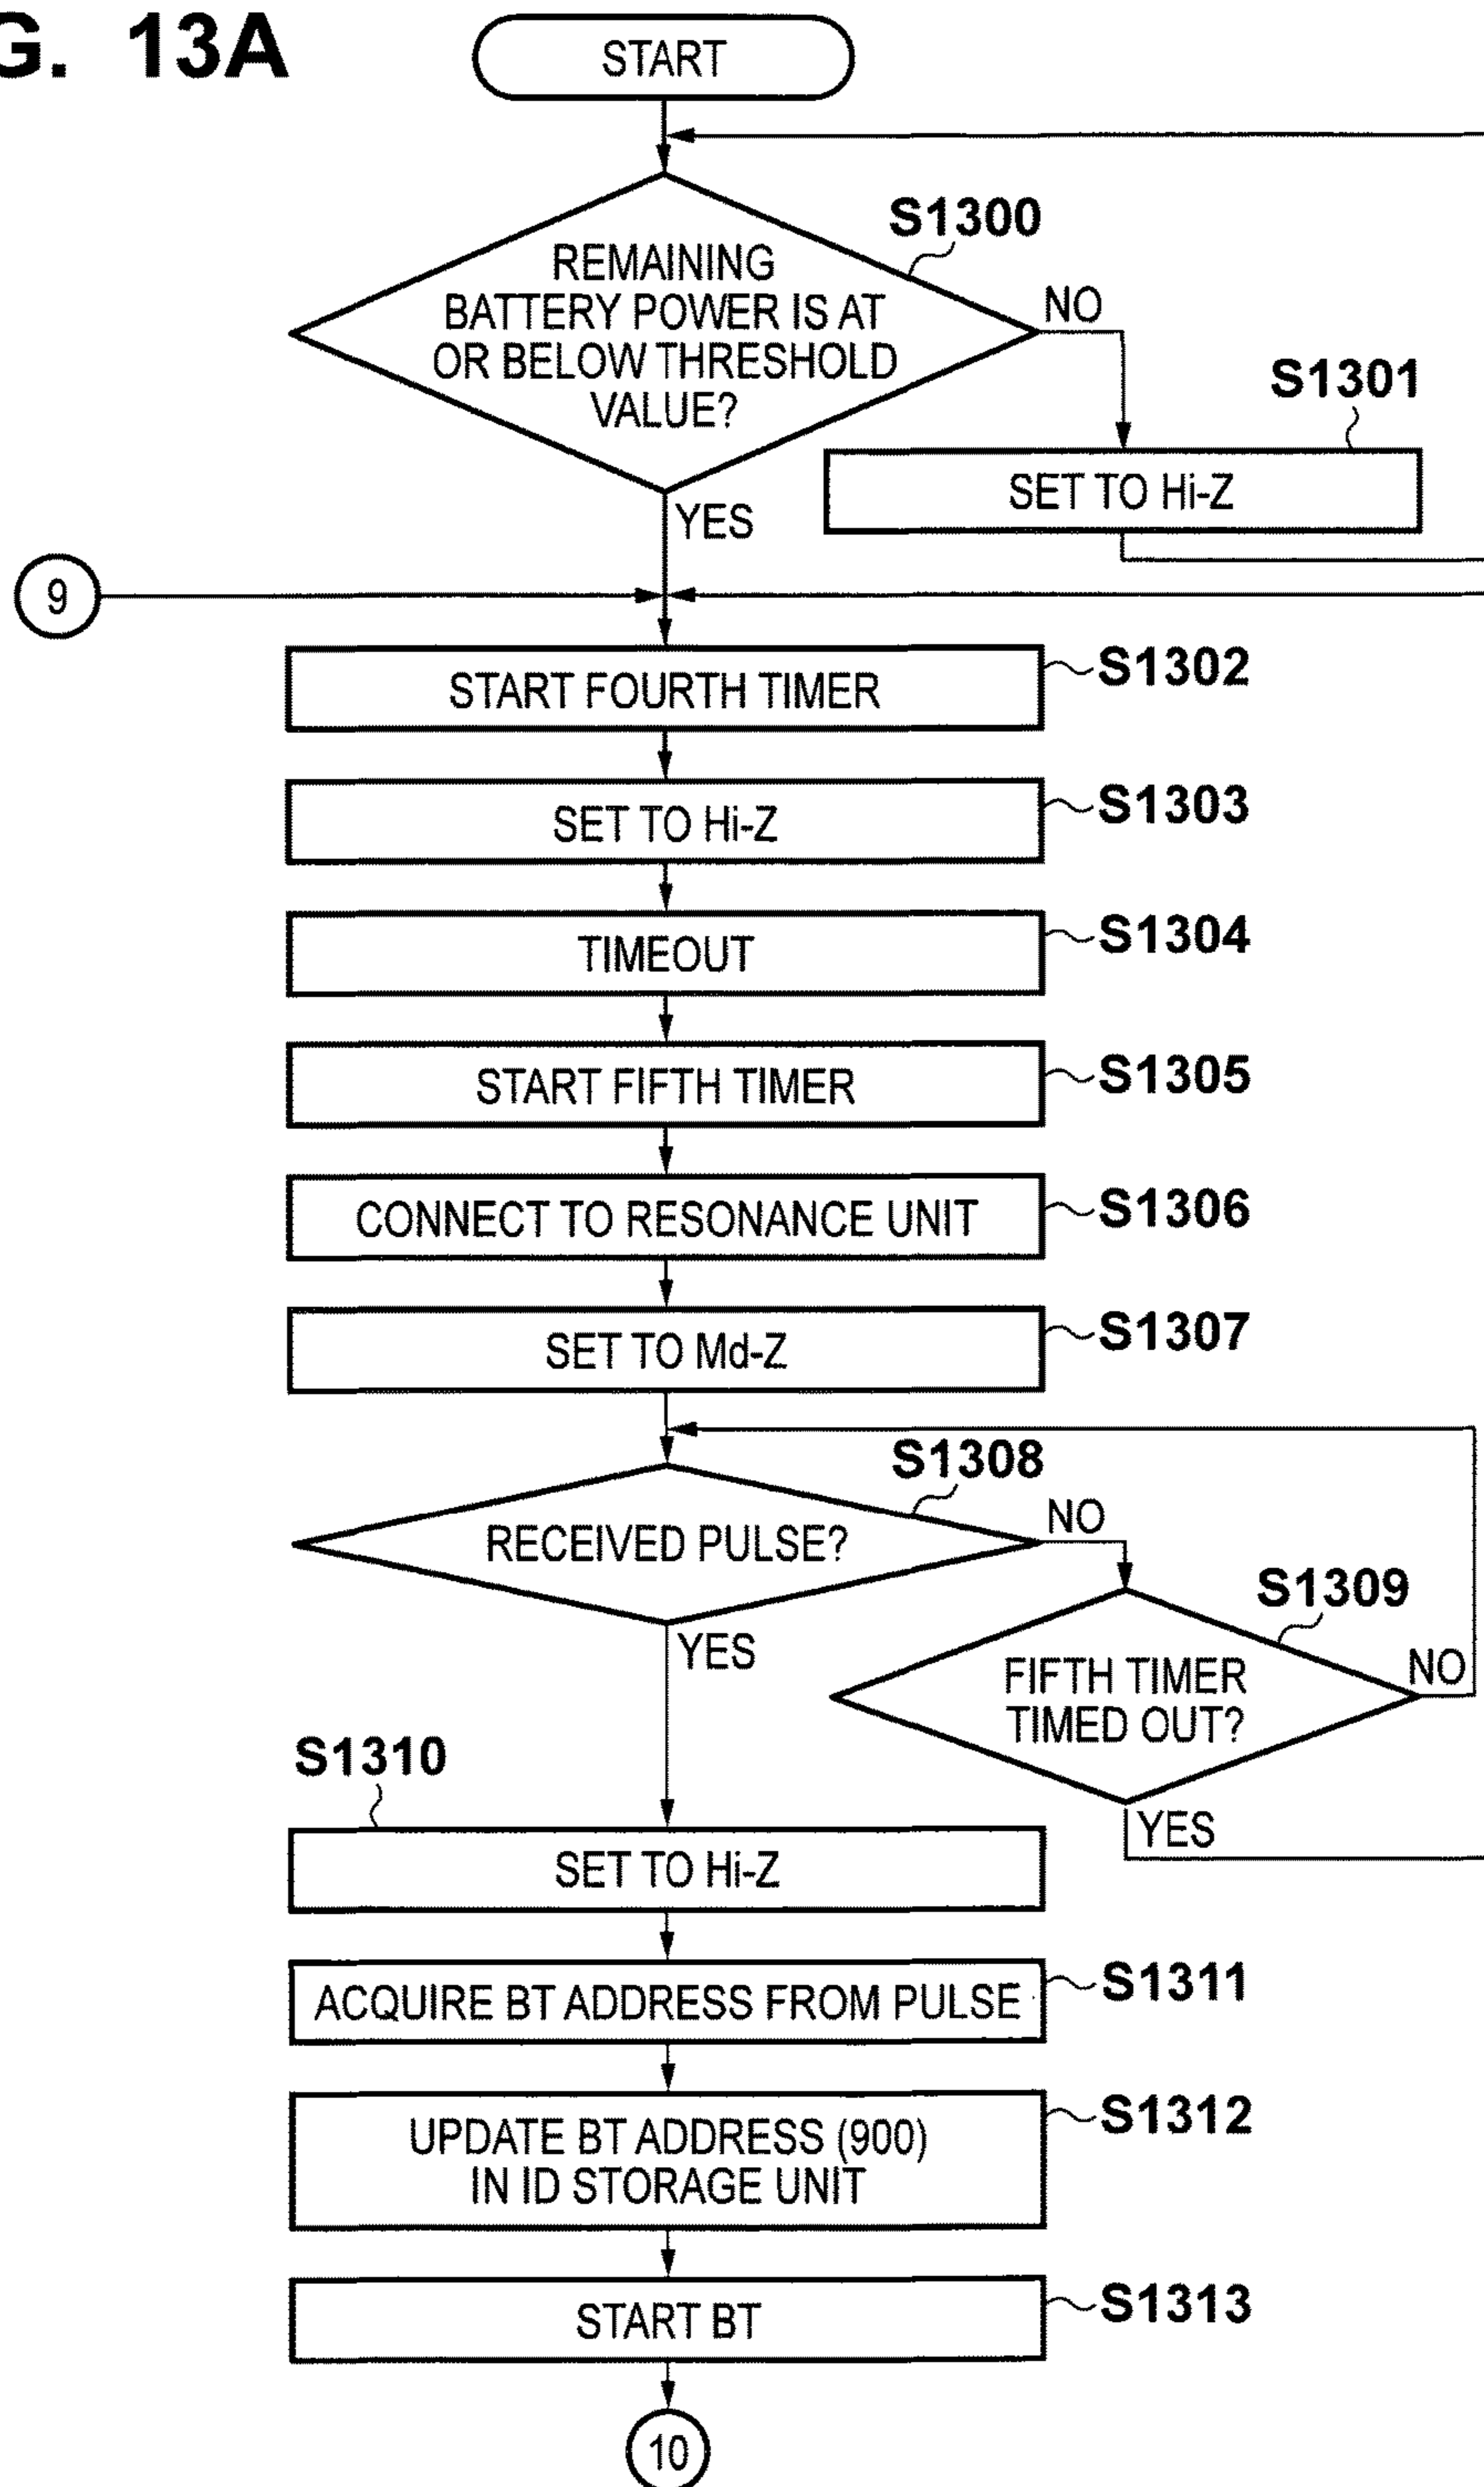 G. 13A
START
S1300
REMAINING
BATTERY POWER IS AT
OR BELOW THRESHOLD
VALUE?
NO
S1301
SET TO Hi-Z
YES
9
START FOURTH TIMER
S1302
SET TO Hi-Z
S1303
TIMEOUT
S1304
START FIFTH TIMER
S1305
CONNECT TO RESONANCE UNIT
S1306
SET TO Md-Z
S1307
S1308
RECEIVED PULSE?
NO
S1309
FIFTH TIMER
TIMED OUT?
NO
YES
YES
S1310
SET TO Hi-Z
ACQUIRE BT ADDRESS FROM PULSE
S1311
UPDATE BT ADDRESS (900)
IN ID STORAGE UNIT
S1312
START BT
S1313
10